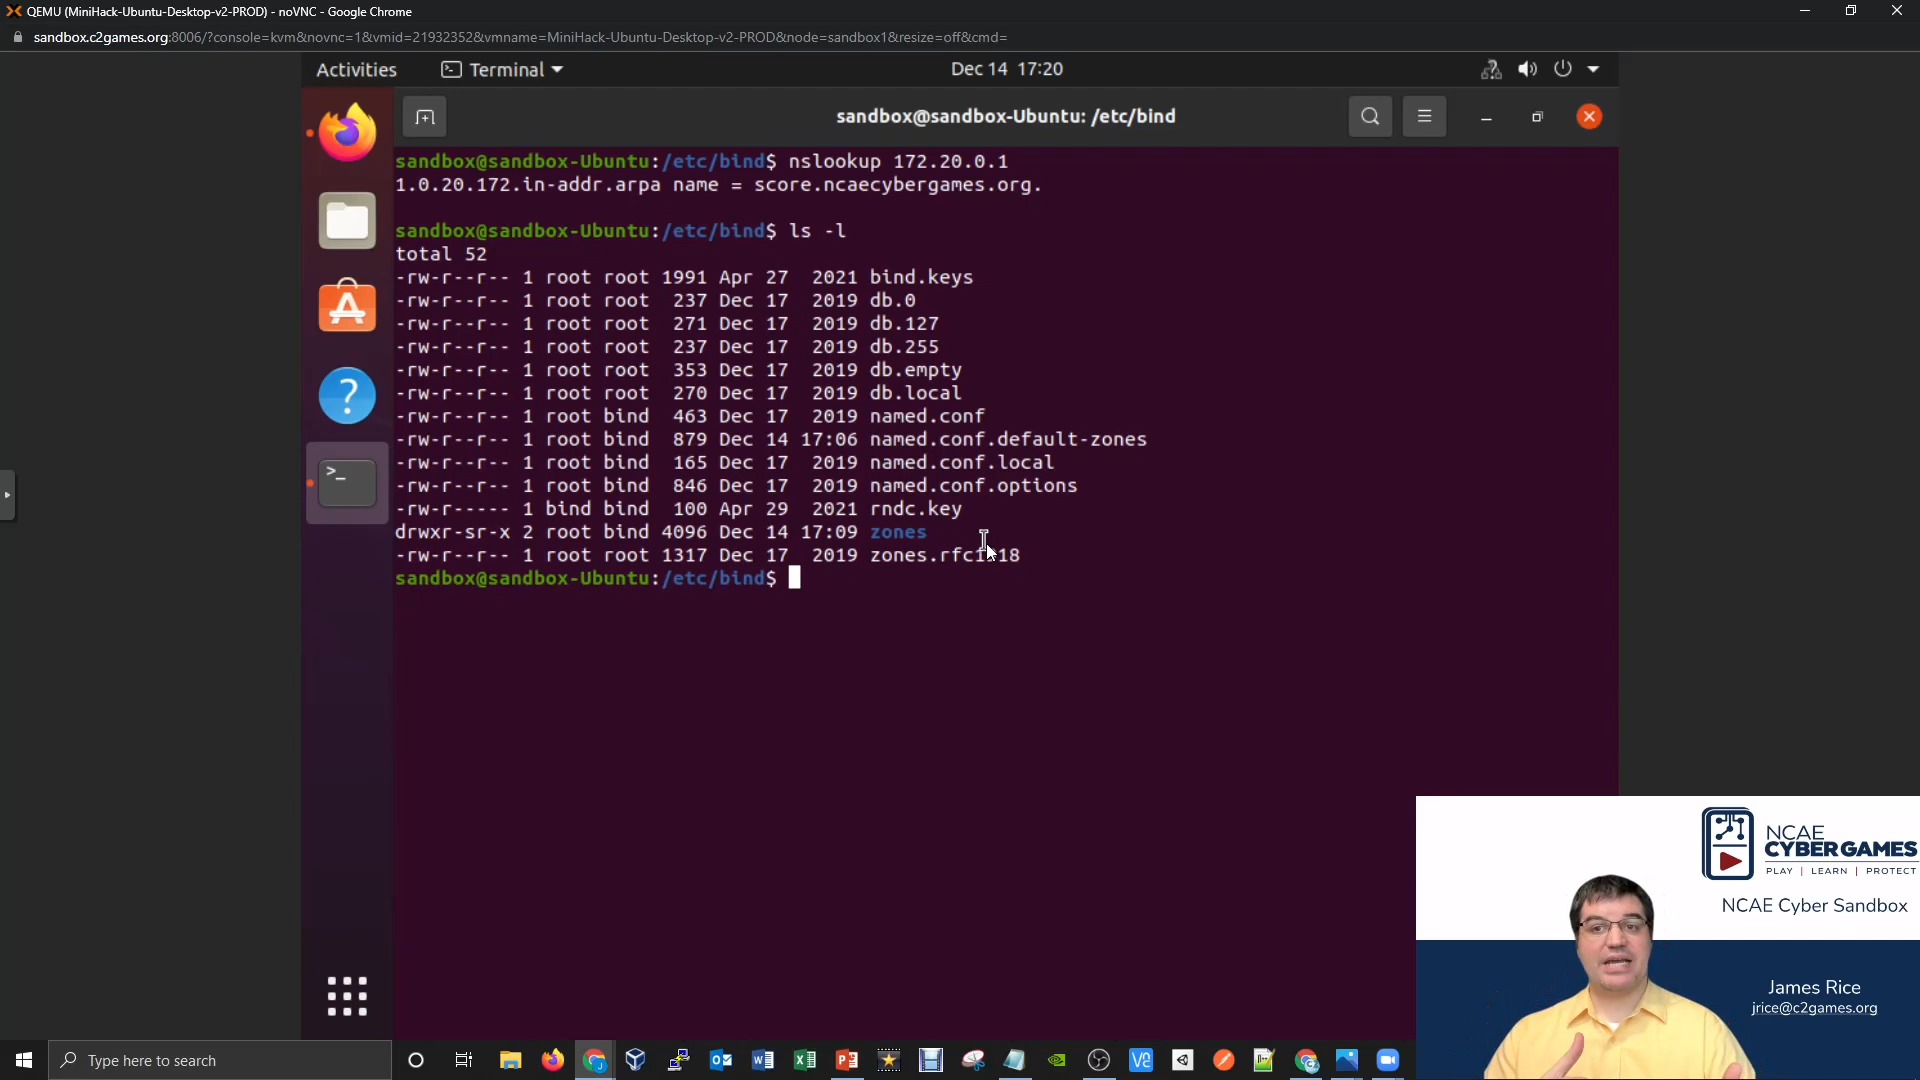 QEMU (MiniHack-Ubuntu-Desktop-v2-PROD) - noVNC - Google Chrome
sandbox.c2games.org:8006/?console=kvm&novnc=1&vmid=21932352&vmname=MiniHack-Ubuntu-Desktop-v2-PROD&node=sandbox1&resize=off&cmd=
Activities
Terminal
Dec 14 17:20
sandbox@sandbox-Ubuntu: /etc/bind
sandbox@sandbox-Ubuntu:/etc/bind$ nslookup 172.20.0.1
1.0.20.172.in-addr.arpa name = score.ncaecybergames.org.
sandbox@sandbox-Ubuntu:/etc/bind$ ls -l
total 52
-rw-r--r-- 1 root root 1991 Apr 27  2021 bind.keys
-rw-r--r-- 1 root root  237 Dec 17  2019 db.0
-rw-r--r-- 1 root root  271 Dec 17  2019 db.127
-rw-r--r-- 1 root root  237 Dec 17  2019 db.255
-rw-r--r-- 1 root root  353 Dec 17  2019 db.empty
-rw-r--r-- 1 root root  270 Dec 17  2019 db.local
-rw-r--r-- 1 root bind  463 Dec 17  2019 named.conf
-rw-r--r-- 1 root bind  879 Dec 14 17:06 named.conf.default-zones
-rw-r--r-- 1 root bind  165 Dec 17  2019 named.conf.local
-rw-r--r-- 1 root bind  846 Dec 17  2019 named.conf.options
-rw-r----- 1 bind bind  100 Apr 29  2021 rndc.key
drwxr-sr-x 2 root bind 4096 Dec 14 17:09 zones
-rw-r--r-- 1 root root 1317 Dec 17  2019 zones.rfc1918
sandbox@sandbox-Ubuntu:/etc/bind$
NCAE
CYBERGAMES
PLAY | LEARN | PROTECT
NCAE Cyber Sandbox
James Rice
jrice@c2games.org
Type here to search